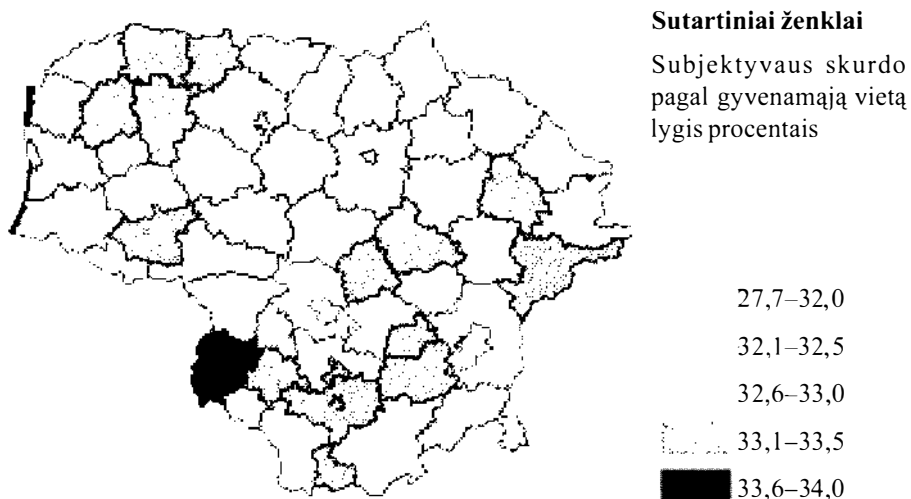 Sutartiniai ženklai
Subjektyvaus skurdo
pagal gyvenamąją vietą
lygis procentais
27,7–32,0
32,1–32,5
32,6–33,0
33,1–33,5
33,6–34,0